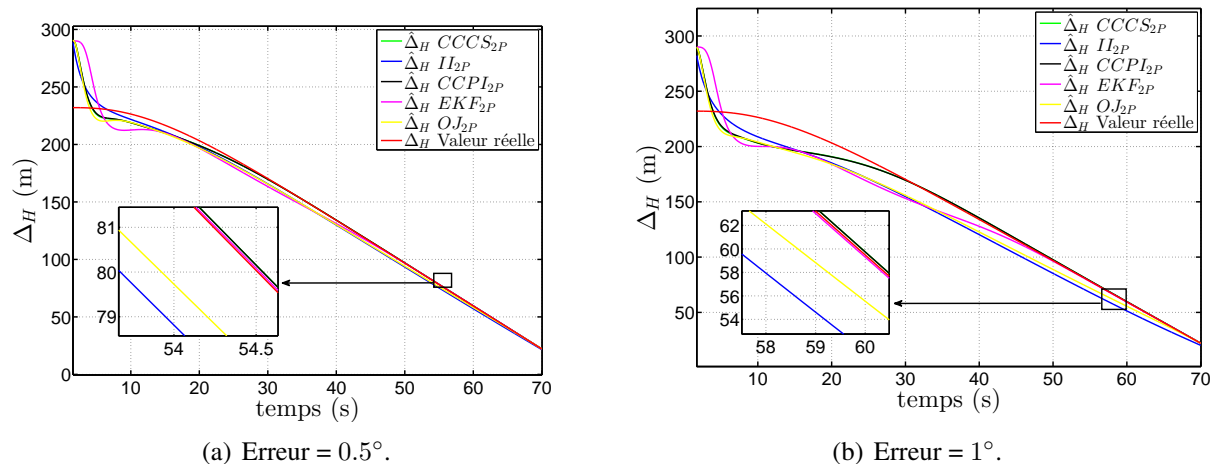 300
250
200
150
100
50
0
Δ_H (m)
10 20 30 40 50 60 70
temps (s)
Δ̂_H CCCS_2P
Δ̂_H II_2P
Δ̂_H CCPI_2P
Δ̂_H EKF_2P
Δ̂_H OJ_2P
Δ_H Valeur réelle
81
80
79
54 54.5
(a) Erreur = 0.5°.
300
250
200
150
100
50
Δ_H (m)
10 20 30 40 50 60 70
temps (s)
Δ̂_H CCCS_2P
Δ̂_H II_2P
Δ̂_H CCPI_2P
Δ̂_H EKF_2P
Δ̂_H OJ_2P
Δ_H Valeur réelle
62
60
58
56
54
58 59 60
(b) Erreur = 1°.